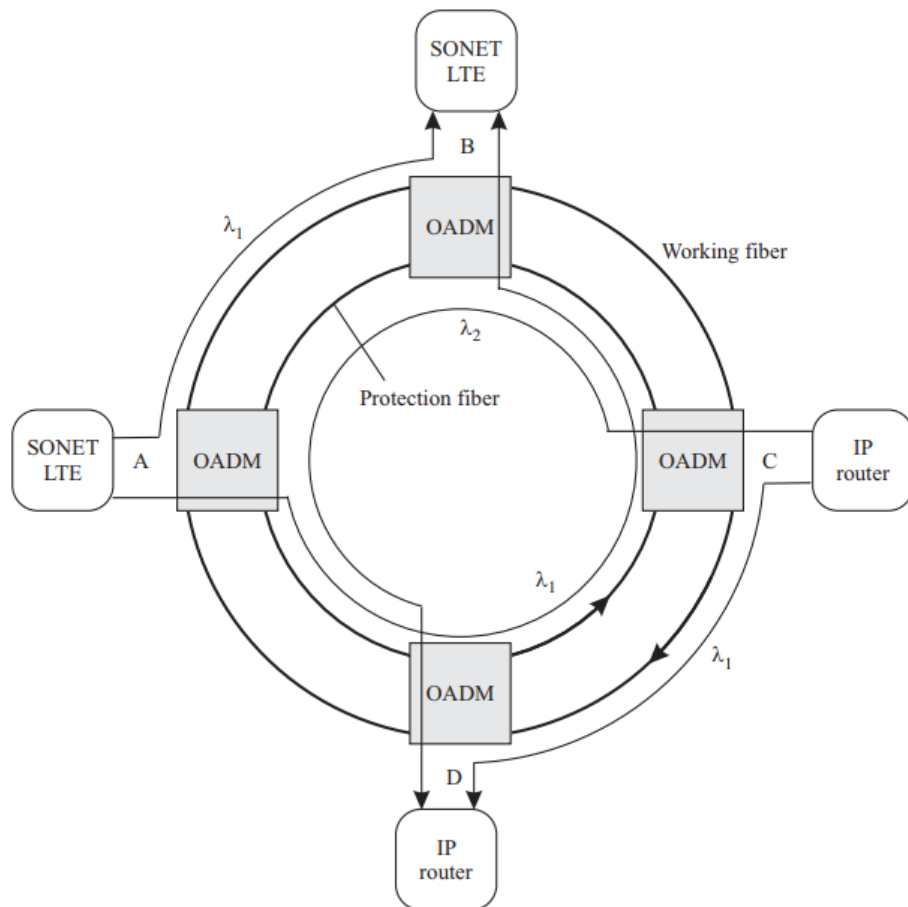 SONET
LTE
B
λ1
OADM
Working fiber
λ2
Protection fiber
SONET
LTE
A
OADM
OADM
C
IP
router
λ1
λ1
OADM
D
IP
router